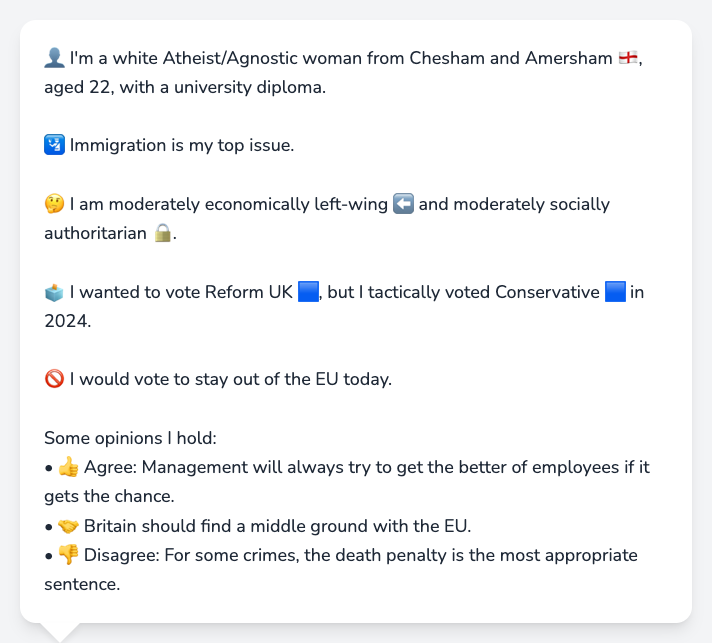 👤 I'm a white Atheist/Agnostic woman from Chesham and Amersham 🏴󠁧󠁢󠁥󠁮󠁧󠁿,
aged 22, with a university diploma.
🛂 Immigration is my top issue.
🤔 I am moderately economically left-wing ⬅️ and moderately socially
authoritarian 🔒.
🗳️ I wanted to vote Reform UK 🟦, but I tactically voted Conservative 🟦 in
2024.
🚫 I would vote to stay out of the EU today.
Some opinions I hold:
• 👍 Agree: Management will always try to get the better of employees if it
gets the chance.
• 🤝 Britain should find a middle ground with the EU.
• 👎 Disagree: For some crimes, the death penalty is the most appropriate
sentence.